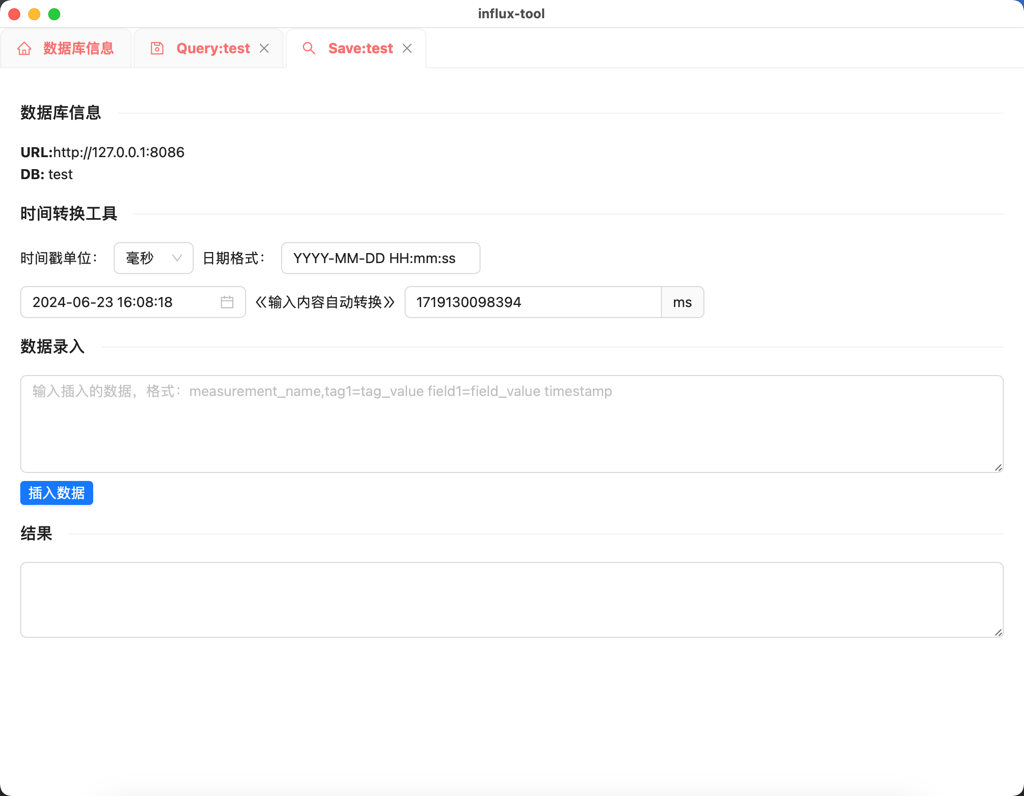 influx-tool
数据库信息 Query:test Save:test
数据库信息
URL:http://127.0.0.1:8086
DB: test
时间转换工具
时间戳单位： 毫秒 日期格式： YYYY-MM-DD HH:mm:ss
2024-06-23 16:08:18 《输入内容自动转换》 1719130098394 ms
数据录入
输入插入的数据，格式：measurement_name,tag1=tag_value field1=field_value timestamp
插入数据
结果